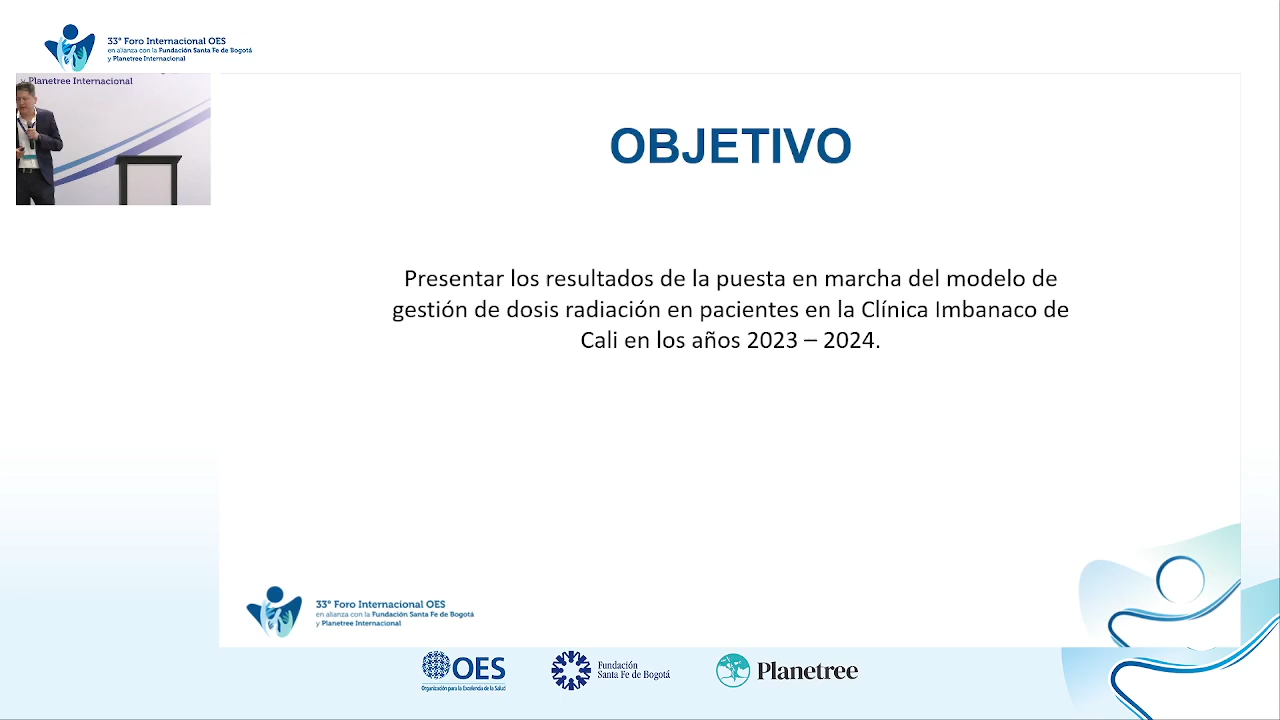 33° Foro Internacional OES
en alianza con la Fundación Santa Fe de Bogotá
y Planetree Internacional
y Planetree Internacional
OBJETIVO
Presentar los resultados de la puesta en marcha del modelo de
gestión de dosis radiación en pacientes en la Clínica Imbanaco de
Cali en los años 2023 – 2024.
33° Foro Internacional OES
en alianza con la Fundación Santa Fe de Bogotá
y Planetree Internacional
OES
Organización para la Excelencia de la Salud
Fundación
Santa Fe de Bogotá
Planetree